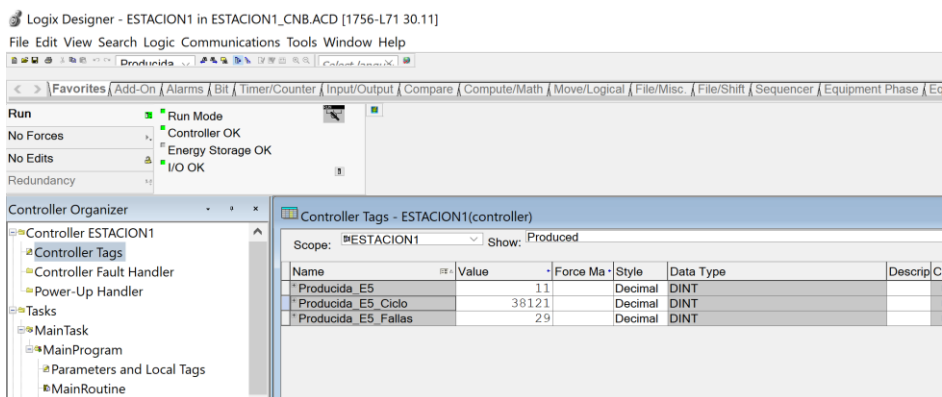 Logix Designer - ESTACION1 in ESTACION1_CNB.ACD [1756-L71 30.11]
File Edit View Search Logic Communications Tools Window Help
Producida
Favorites Add-On Alarms Bit Timer/Counter Input/Output Compare Compute/Math Move/Logical File/Misc. File/Shift Sequencer Equipment Phase
Run
Run Mode
No Forces
Controller OK
Energy Storage OK
No Edits
I/O OK
Redundancy
Controller Organizer
Controller Tags - ESTACION1(controller)
Controller ESTACION1
Scope: ESTACION1 Show: Produced
Controller Tags
Controller Fault Handler
Name Value Force Ma Style Data Type Descrip C
Power-Up Handler
Producida_E5 11 Decimal DINT
Tasks
Producida_E5_Ciclo 38121 Decimal DINT
MainTask
Producida_E5_Fallas 29 Decimal DINT
MainProgram
Parameters and Local Tags
MainRoutine